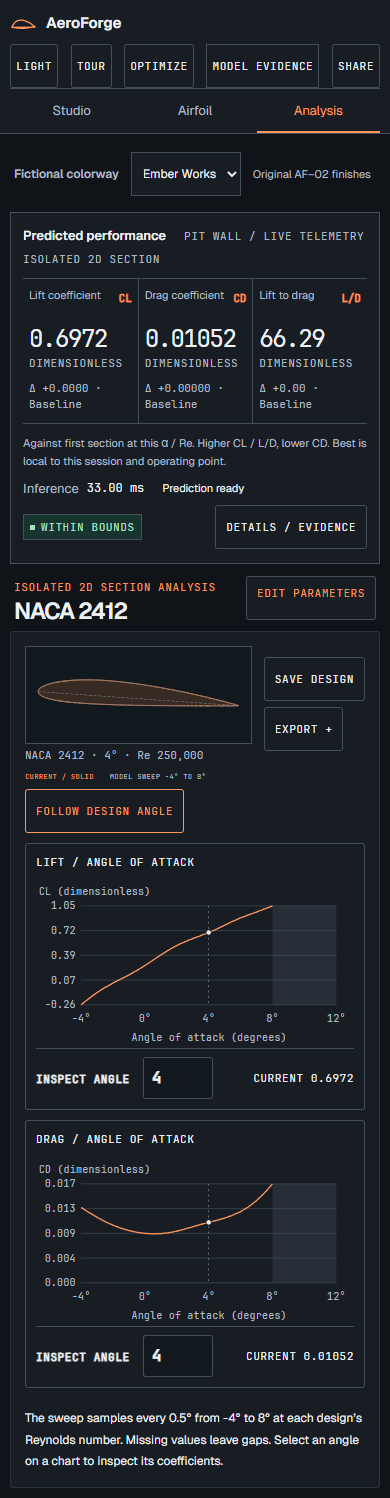 AeroForge
LIGHT TOUR OPTIMIZE MODEL EVIDENCE SHARE
Studio Airfoil Analysis
Fictional colorway Ember Works Original AF–02 finishes
Predicted performance PIT WALL / LIVE TELEMETRY
ISOLATED 2D SECTION
Lift coefficient CL Drag coefficient CD Lift to drag L/D
0.6972 0.01052 66.29
DIMENSIONLESS DIMENSIONLESS DIMENSIONLESS
Δ +0.0000 · Δ +0.00000 · Δ +0.00 ·
Baseline Baseline Baseline
Against first section at this α / Re. Higher CL / L/D, lower CD. Best is
local to this session and operating point.
Inference 33.00 ms Prediction ready
WITHIN BOUNDS DETAILS / EVIDENCE
ISOLATED 2D SECTION ANALYSIS
NACA 2412
EDIT PARAMETERS
SAVE DESIGN
EXPORT +
NACA 2412 · 4° · Re 250,000
CURRENT / SOLID MODEL SWEEP -4° TO 8°
FOLLOW DESIGN ANGLE
LIFT / ANGLE OF ATTACK
CL (dimensionless)
1.05
0.72
0.39
0.07
-0.26
-4° 0° 4° 8° 12°
Angle of attack (degrees)
INSPECT ANGLE 4 CURRENT 0.6972
DRAG / ANGLE OF ATTACK
CD (dimensionless)
0.017
0.013
0.009
0.004
0.000
-4° 0° 4° 8° 12°
Angle of attack (degrees)
INSPECT ANGLE 4 CURRENT 0.01052
The sweep samples every 0.5° from -4° to 8° at each design's
Reynolds number. Missing values leave gaps. Select an angle
on a chart to inspect its coefficients.